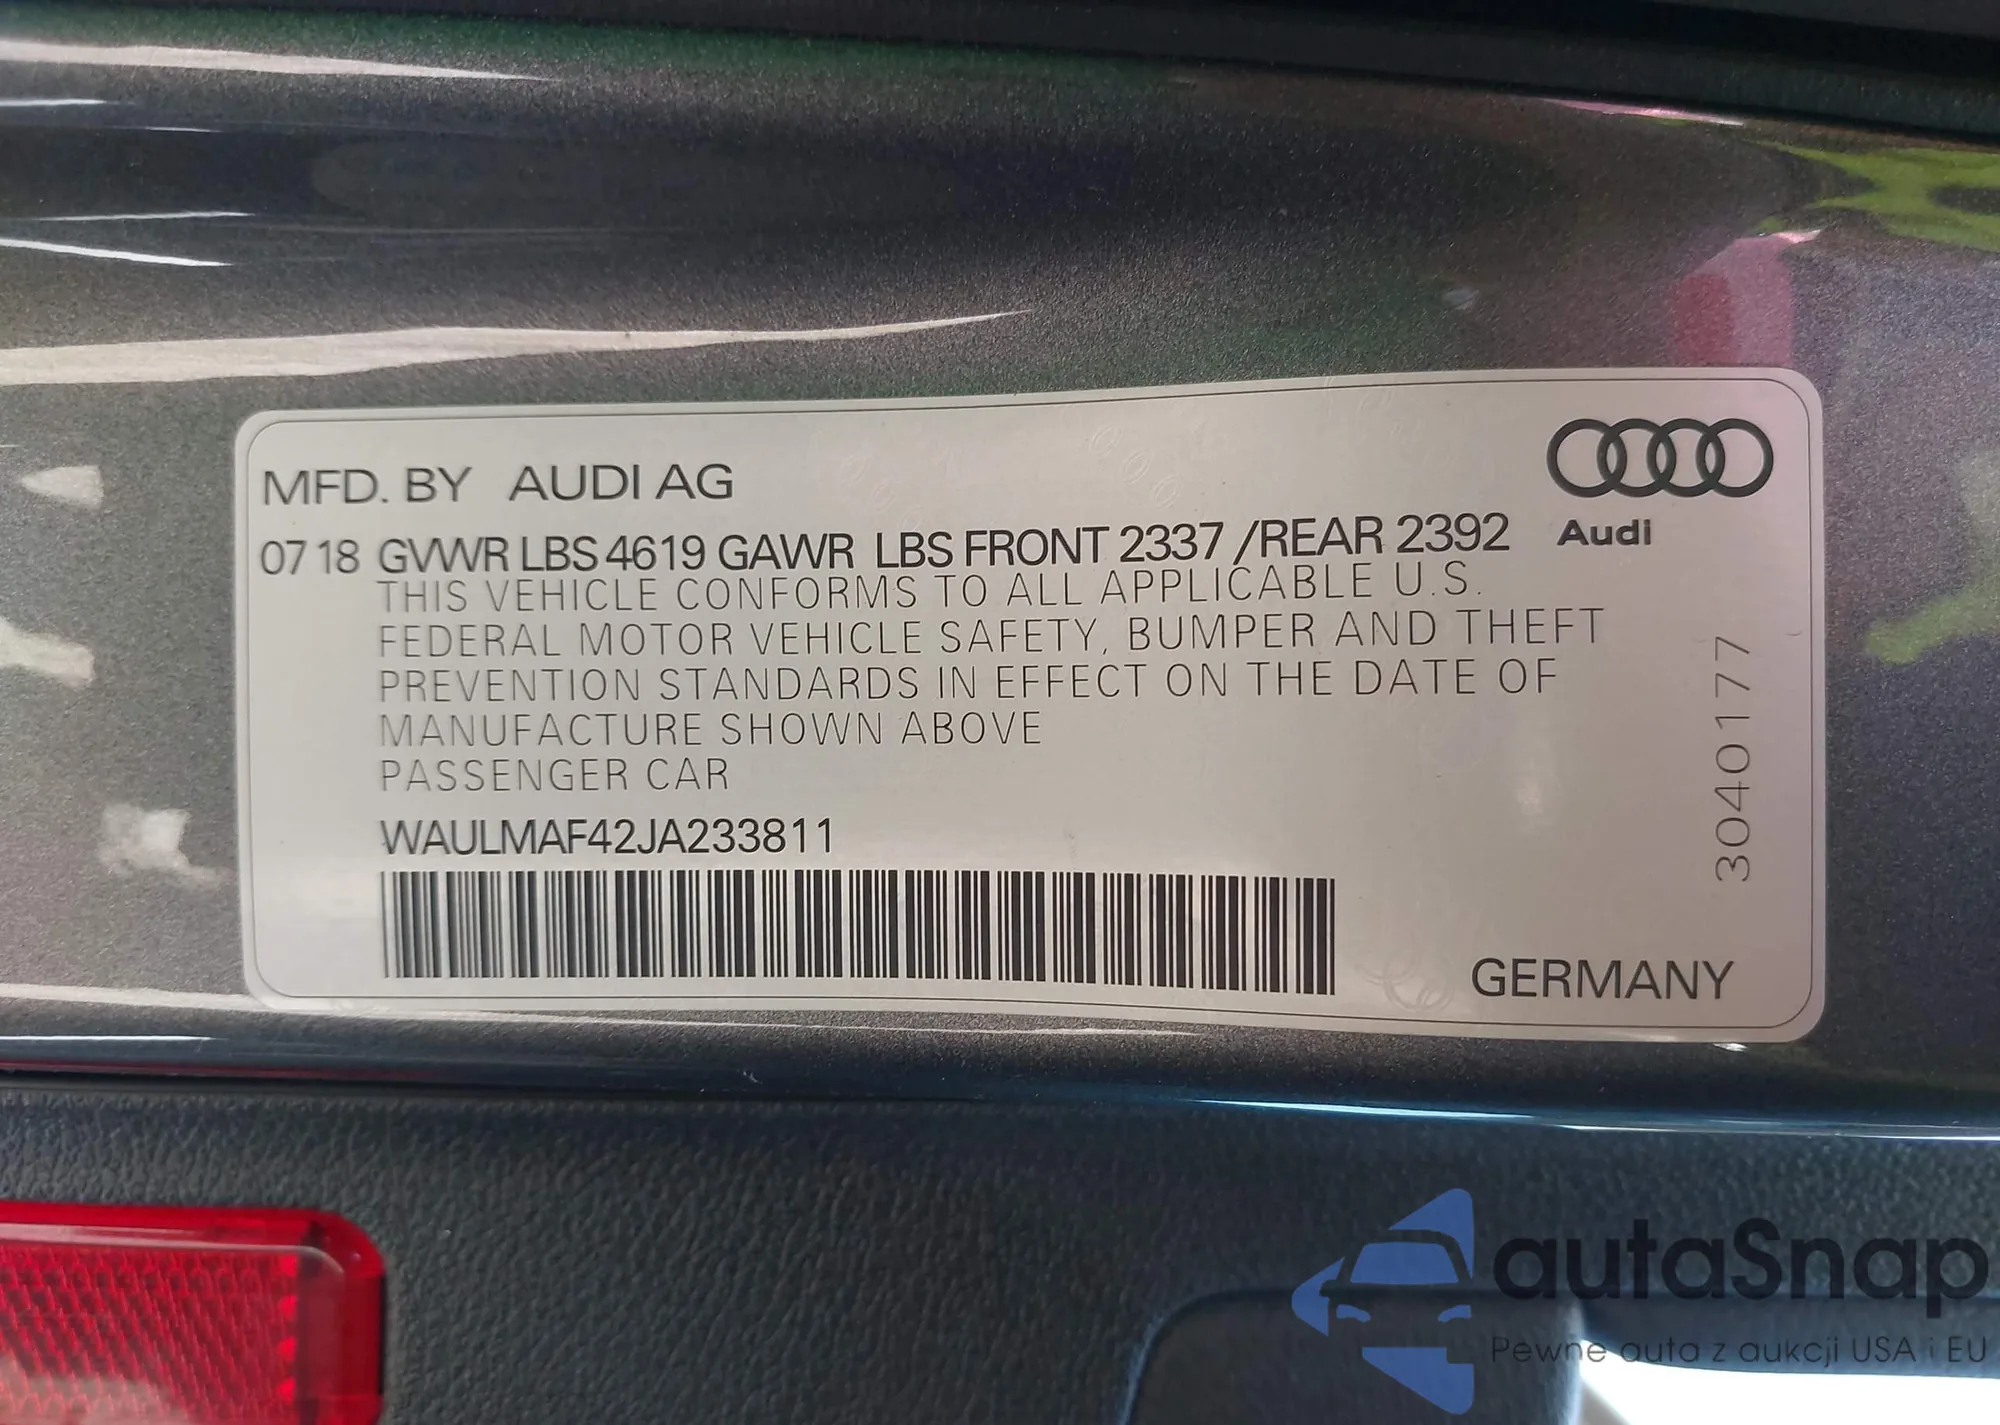 MFD. BY AUDI AG
Audi
07 18 GVWR LBS 4619 GAWR LBS FRONT 2337 /REAR 2392
THIS VEHICLE CONFORMS TO ALL APPLICABLE U.S.
FEDERAL MOTOR VEHICLE SAFETY, BUMPER AND THEFT
PREVENTION STANDARDS IN EFFECT ON THE DATE OF
MANUFACTURE SHOWN ABOVE
PASSENGER CAR
WAULMAF42JA233811
3040177
GERMANY
autaSnap
Pewne auta z aukcji USA i EU